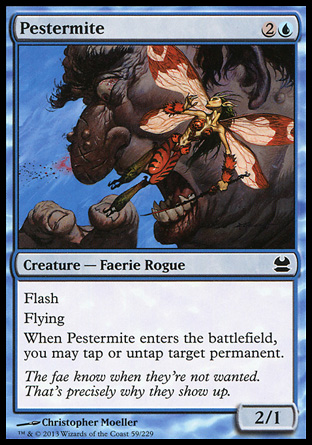 Pestermite 2
Creature — Faerie Rogue
Flash
Flying
When Pestermite enters the battlefield,
you may tap or untap target permanent.
The fae know when they're not wanted.
That's precisely why they show up.
Christopher Moeller
™ & © 2013 Wizards of the Coast 59/229
2/1